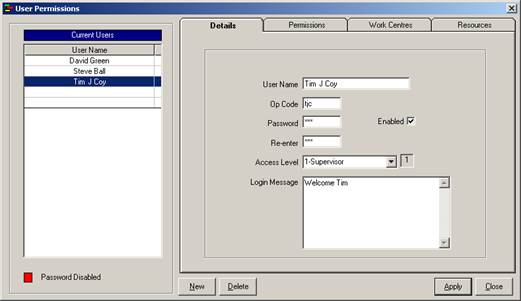 User Permissions
Current Users
User Name
David Green
Steve Ball
Tim J Coy
Password Disabled
Details Permissions Work Centres Resources
User Name Tim J Coy
Op Code tjc
Password *** Enabled
Re-enter ***
Access Level 1-Supervisor 1
Login Message Welcome Tim
New Delete Apply Close